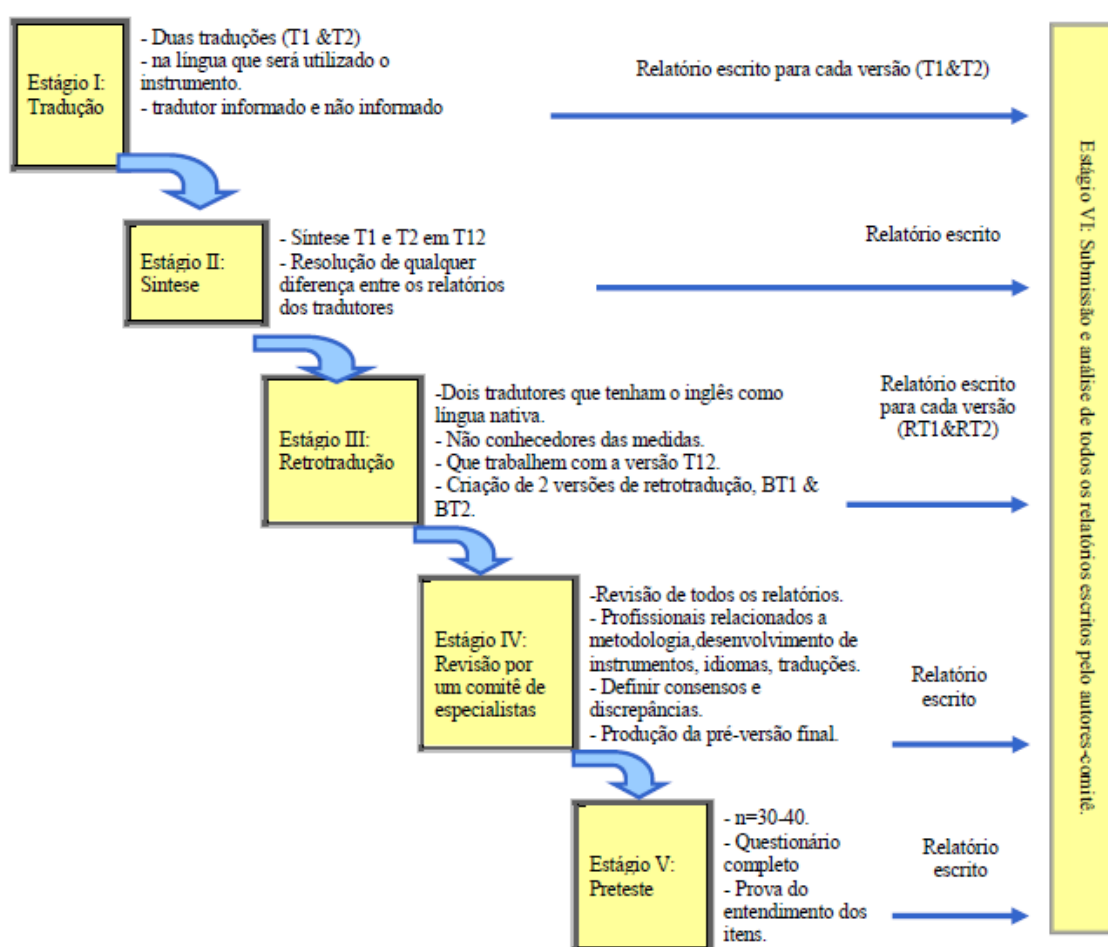 Estágio I:
Tradução
- Duas traduções (T1 &T2)
- na língua que será utilizado o
instrumento.
- tradutor informado e não informado
Relatório escrito para cada versão (T1&T2)
Estágio II:
Sintese
- Síntese T1 e T2 em T12
- Resolução de qualquer
diferença entre os relatórios
dos tradutores
Relatório escrito
Estágio III:
Retrotradução
-Dois tradutores que tenham o inglês como
língua nativa.
- Não conhecedores das medidas.
- Que trabalhem com a versão T12.
- Criação de 2 versões de retrotradução, BT1 &
BT2.
Relatório escrito
para cada versão
(RT1&RT2)
Estágio IV:
Revisão por
um comitê de
especialistas
-Revisão de todos os relatórios.
- Profissionais relacionados a
metodologia,desenvolvimento de
instrumentos, idiomas, traduções.
- Definir consensos e
discrepâncias.
- Produção da pré-versão final.
Relatório
escrito
Estágio V:
Preteste
- n=30-40.
- Questionário
completo
- Prova do
entendimento dos
itens.
Relatório
escrito
Estágio VI: Submissão e análise de todos os relatórios escritos pelo autores-comitê.